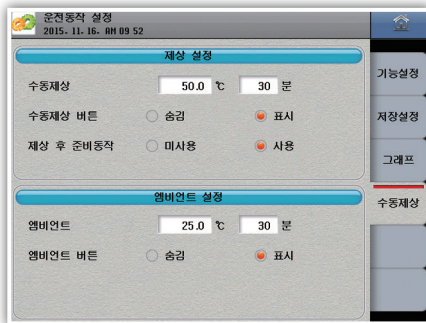 운전동작 설정
2015. 11. 16. AM 09 52
제상 설정
수동제상 50.0 ℃ 30 분
수동제상 버튼 숨김 표시
제상 후 준비동작 미사용 사용
엠비언트 설정
엠비언트 25.0 ℃ 30 분
엠비언트 버튼 숨김 표시
기능설정
저장설정
그래프
수동제상